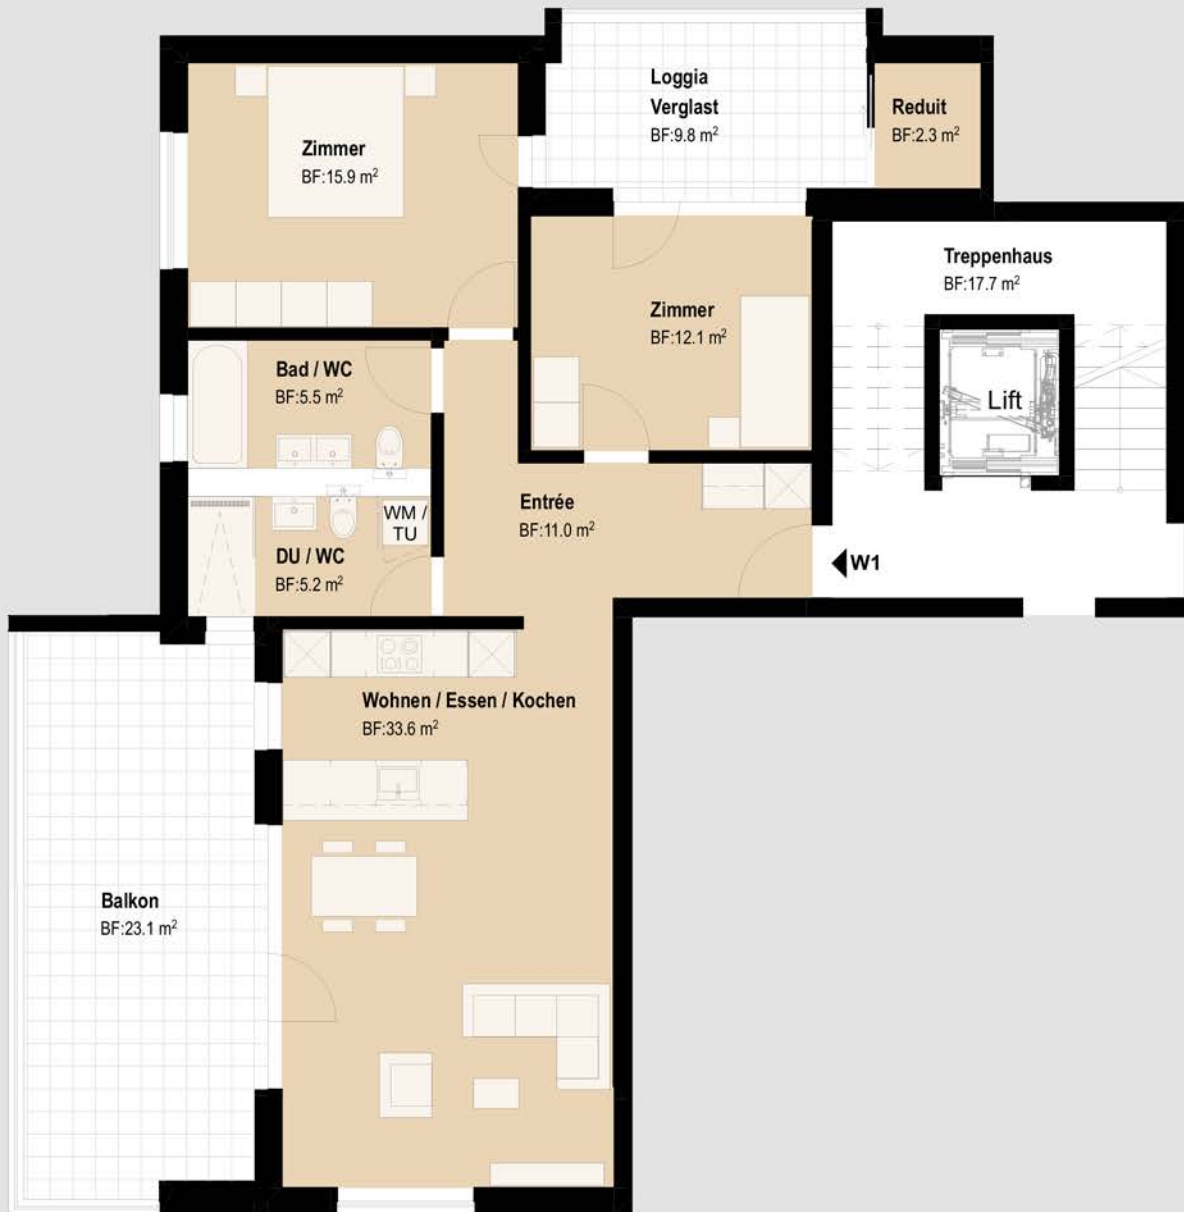 Loggia
Verglast
BF:9.8 m²
Reduit
BF:2.3 m²
Zimmer
BF:15.9 m²
Treppenhaus
BF:17.7 m²
Zimmer
BF:12.1 m²
Bad / WC
BF:5.5 m²
Lift
Entrée
BF:11.0 m²
WM /
TU
DU / WC
BF:5.2 m²
W1
Wohnen / Essen / Kochen
BF:33.6 m²
Balkon
BF:23.1 m²